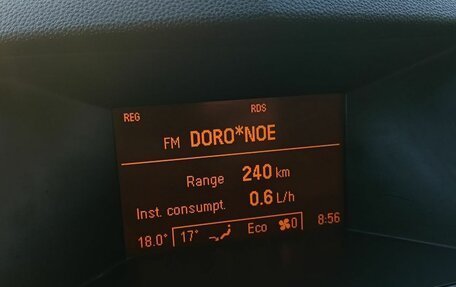 REG RDS
FM DORO*NOE
Range 240 km
Inst. consumpt. 0.6 L/h
18.0° 17° Eco 0 8:56